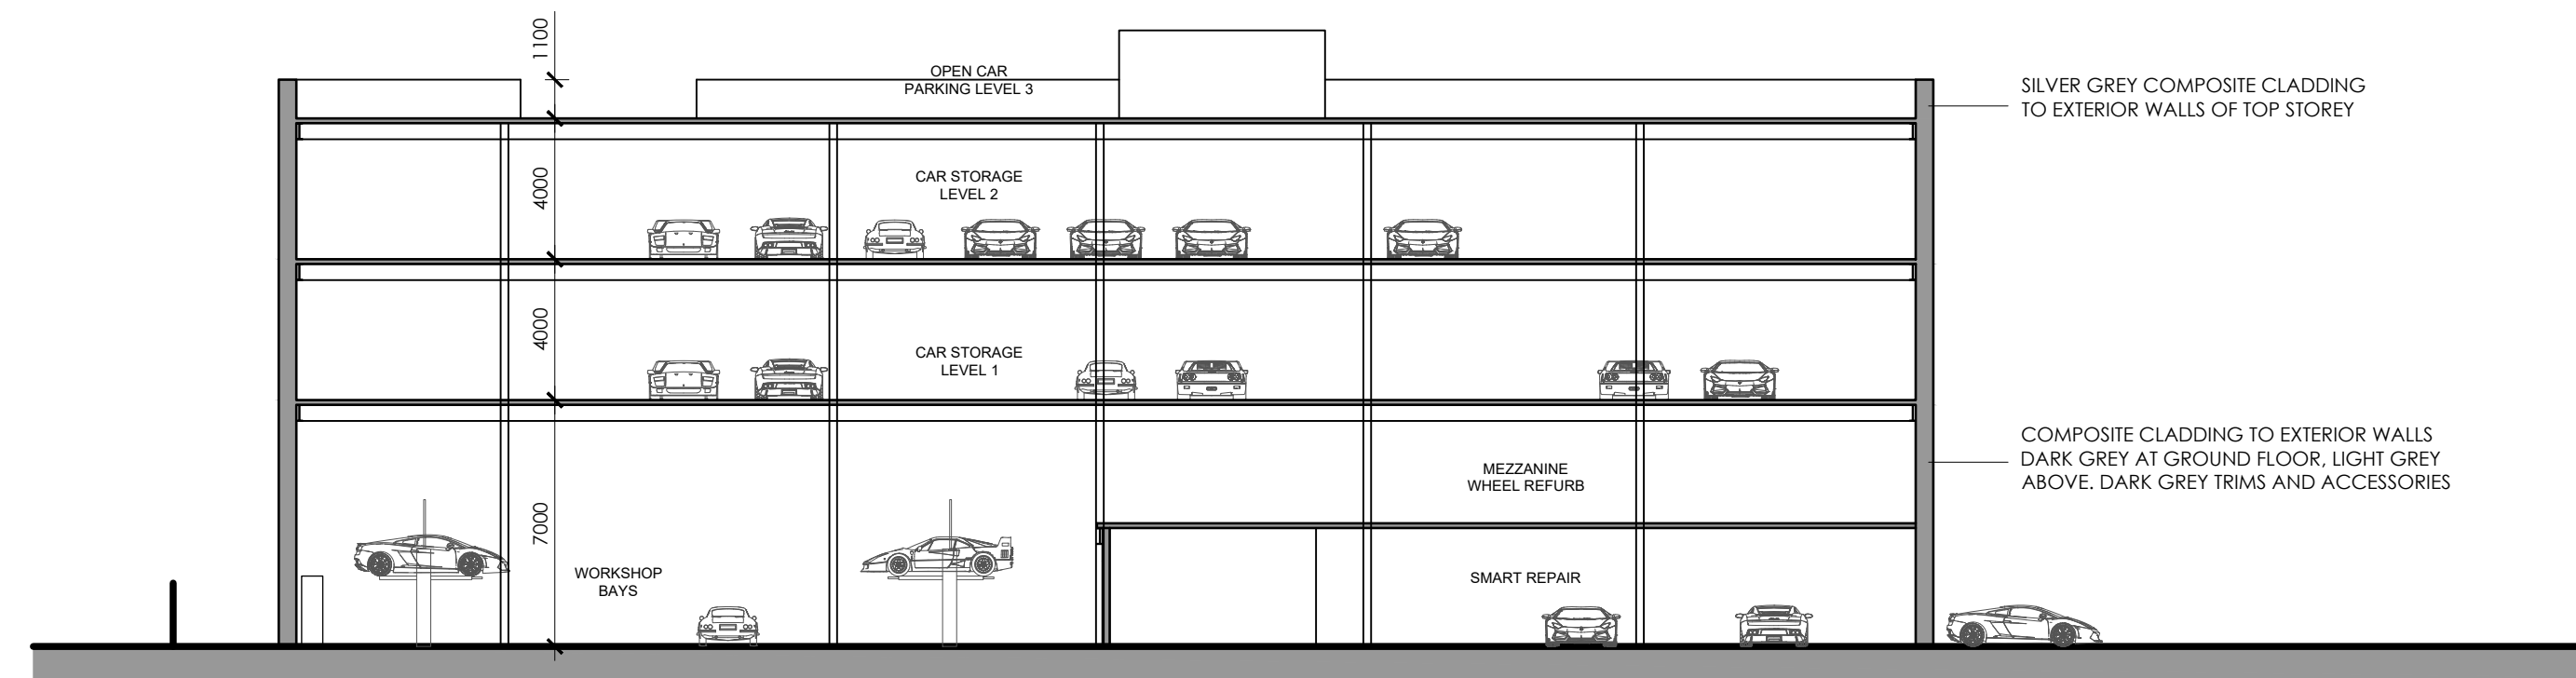 1100
OPEN CAR
PARKING LEVEL 3
SILVER GREY COMPOSITE CLADDING
TO EXTERIOR WALLS OF TOP STOREY
4000
CAR STORAGE
LEVEL 2
4000
CAR STORAGE
LEVEL 1
COMPOSITE CLADDING TO EXTERIOR WALLS
DARK GREY AT GROUND FLOOR, LIGHT GREY
ABOVE. DARK GREY TRIMS AND ACCESSORIES
MEZZANINE
WHEEL REFURB
7000
WORKSHOP
BAYS
SMART REPAIR